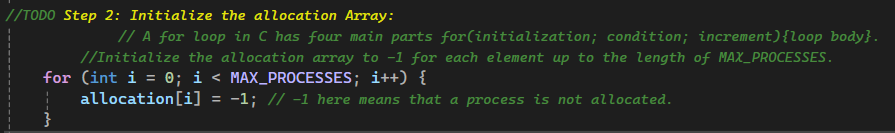 //TODO Step 2: Initialize the allocation Array:
// A for loop in C has four main parts for(initialization; condition; increment){loop body}.
//Initialize the allocation array to -1 for each element up to the length of MAX_PROCESSES.
for (int i = 0; i < MAX_PROCESSES; i++) {
allocation[i] = -1; // -1 here means that a process is not allocated.
}